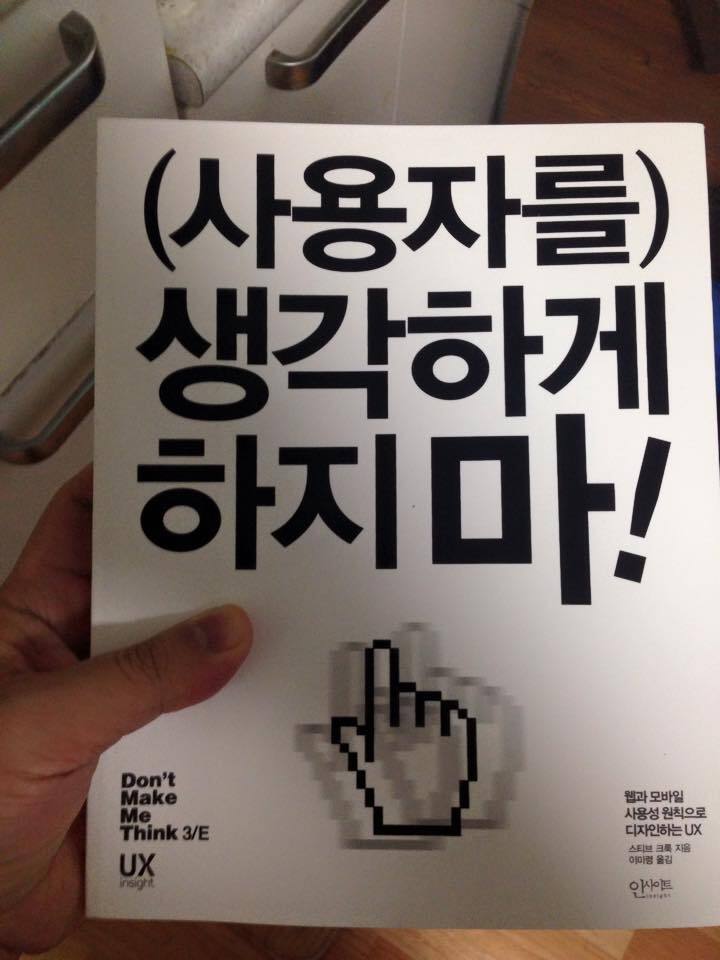 (사용자를)
생각하게
하지 마!
Don't
Make
Me
Think 3/E
UX
insight
웹과 모바일
사용성 원칙으로
디자인하는 UX
스티브 크룩 지음
이미령 옮김
인사이트
insight